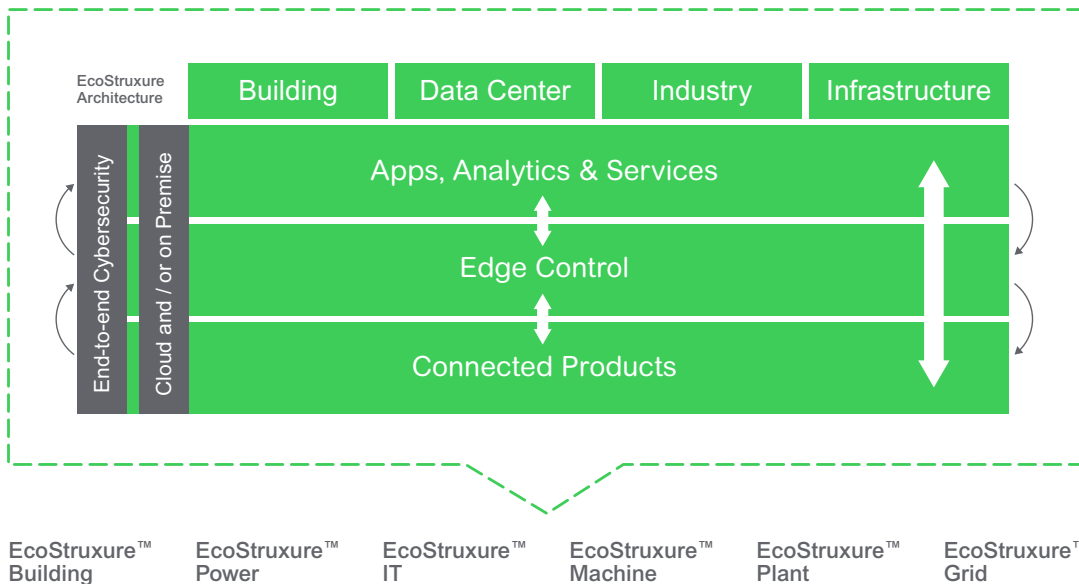 EcoStruxure
Architecture
Building
Data Center
Industry
Infrastructure
End-to-end Cybersecurity
Cloud and / or on Premise
Apps, Analytics & Services
Edge Control
Connected Products
EcoStruxure™
Building
EcoStruxure™
Power
EcoStruxure™
IT
EcoStruxure™
Machine
EcoStruxure™
Plant
EcoStruxure™
Grid